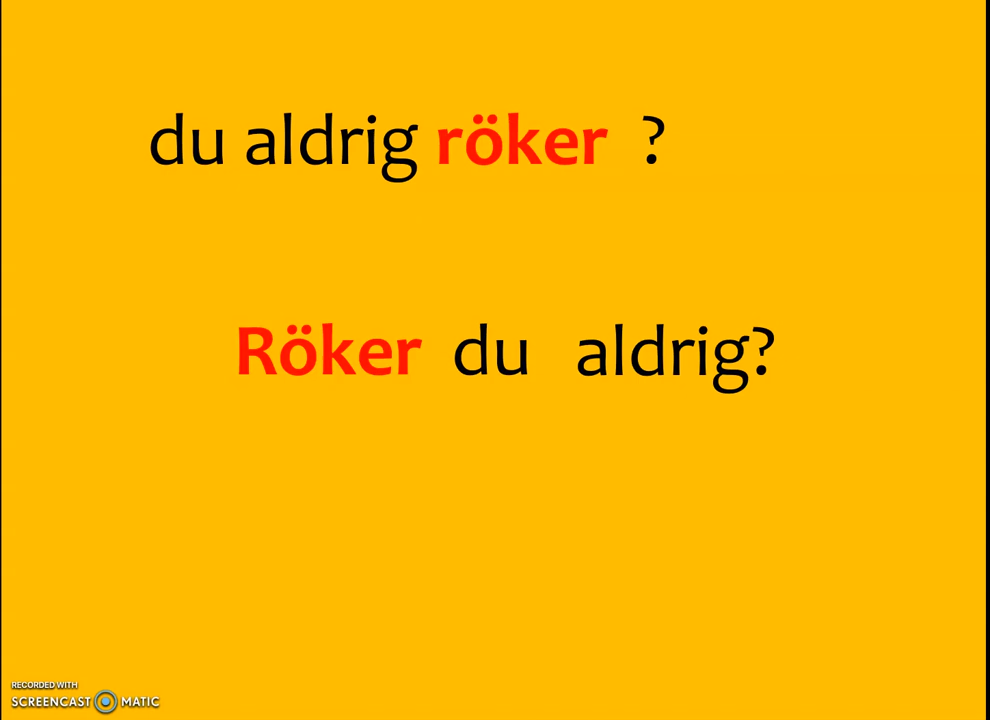 du aldrig röker ?
Röker du aldrig?
RECORDED WITH
SCREENCAST MATIC